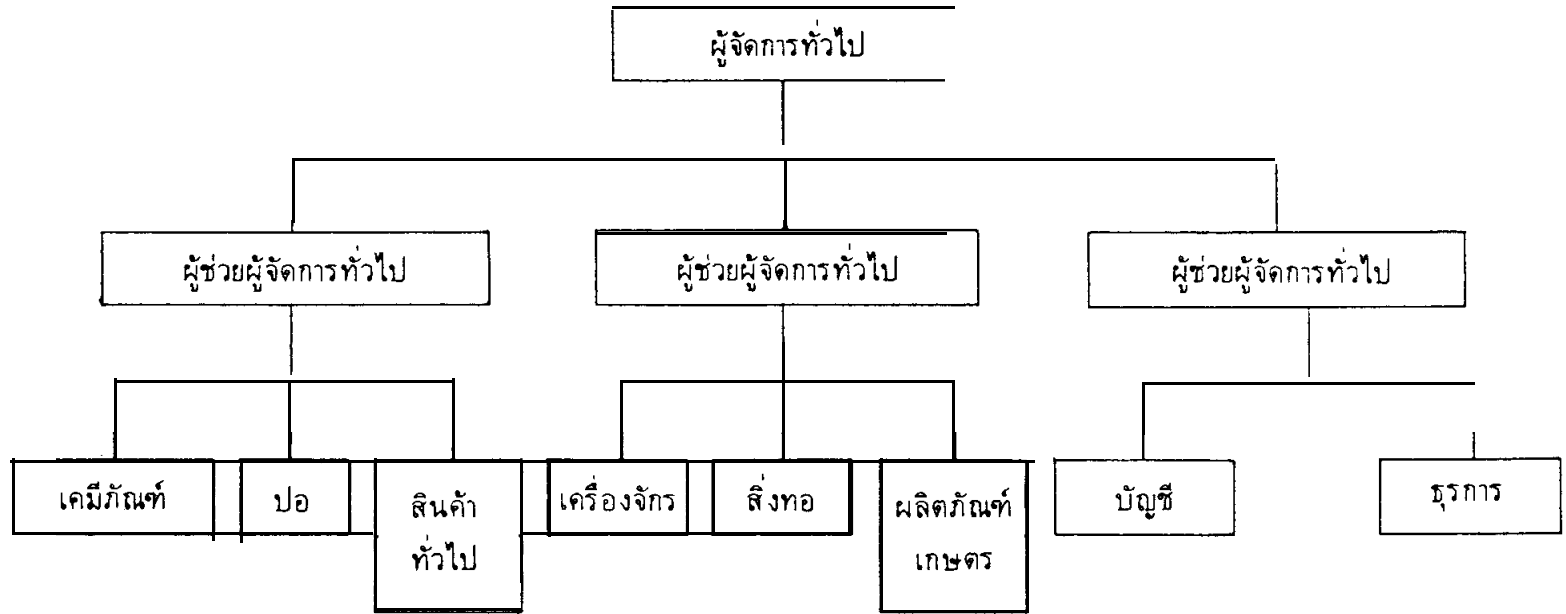 ผู้จัดการทั่วไป
ผู้ช่วยผู้จัดการทั่วไป
ผู้ช่วยผู้จัดการทั่วไป
ผู้ช่วยผู้จัดการทั่วไป
เคมีภัณฑ์
ปอ
สินค้า
ทั่วไป
เครื่องจักร
สิ่งทอ
ผลิตภัณฑ์
เกษตร
บัญชี
ธุรการ